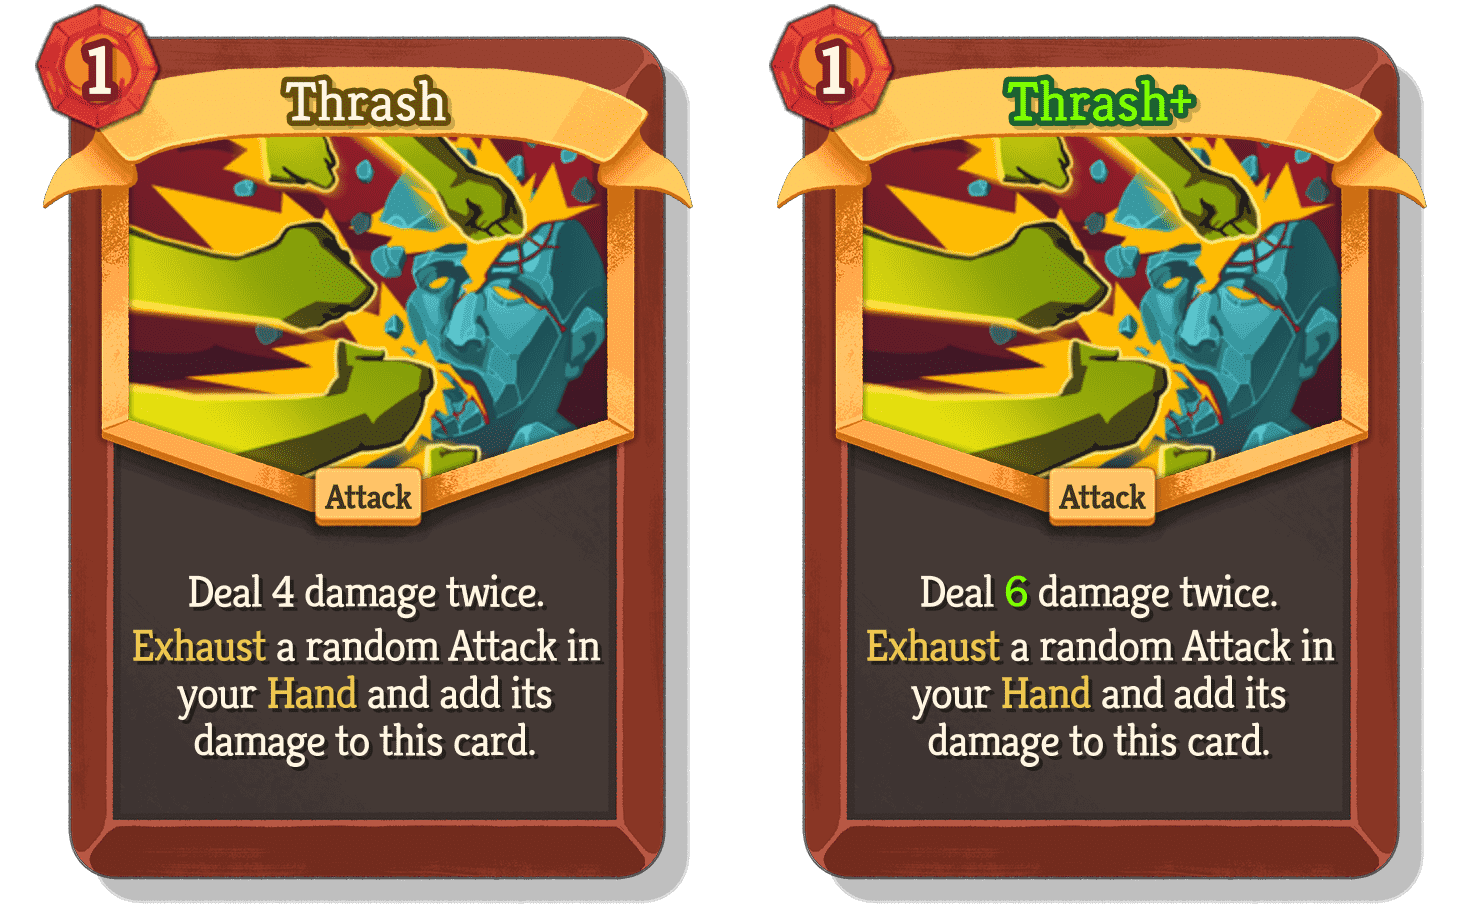 1
Thrash
Attack
Deal 4 damage twice.
Exhaust a random Attack in
your Hand and add its
damage to this card.
1
Thrash+
Attack
Deal 6 damage twice.
Exhaust a random Attack in
your Hand and add its
damage to this card.